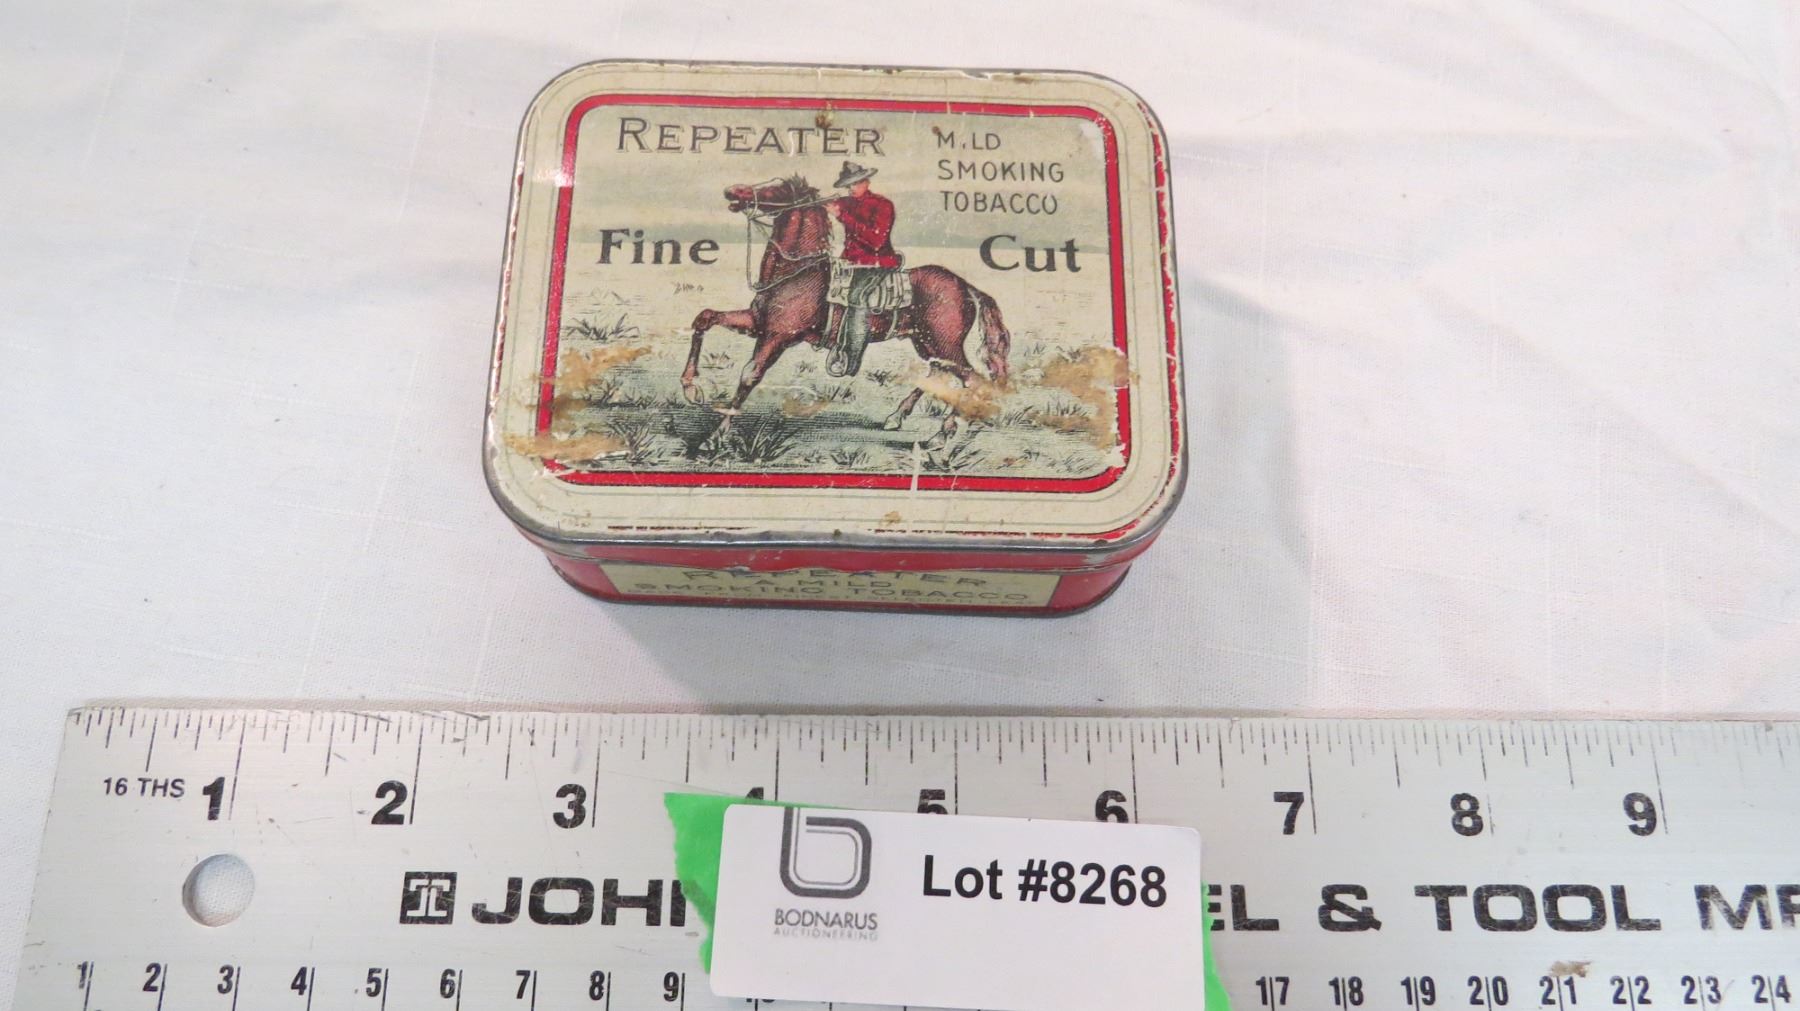 REPEATER
M.LD
SMOKING
TOBACCO
Fine Cut
REPEATER
A MILD
SMOKING TOBACCO
16 THS 1 2 3 4 5 6 7 8 9
BODNARUS
AUCTIONEERING
Lot #8268
JOH EL & TOOL MF
1 2 3 4 5 6 7 8 9 10 17 18 19 20 21 22 23 24